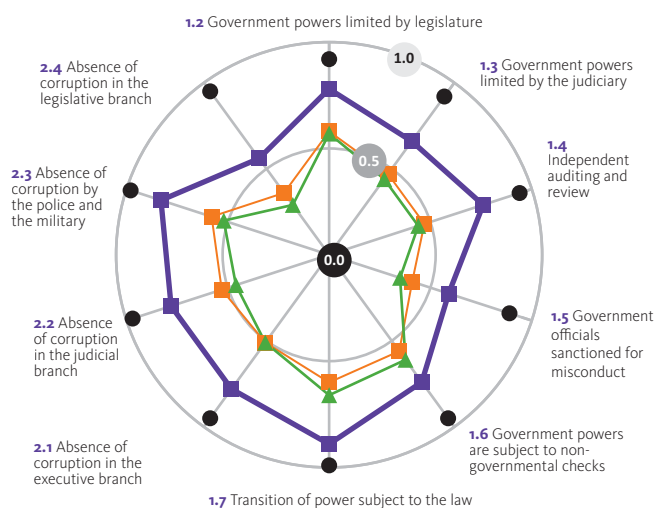 1.2 Government powers limited by legislature
1.0
1.3 Government powers
limited by the judiciary
1.4
Independent
auditing and
review
1.5 Government
officials
sanctioned for
misconduct
1.6 Government powers
are subject to non-
governmental checks
1.7 Transition of power subject to the law
2.1 Absence of
corruption in the
executive branch
2.2 Absence
of corruption
in the judicial
branch
2.3 Absence of
corruption by
the police and
the military
2.4 Absence of
corruption in the
legislative branch
0.5
0.0